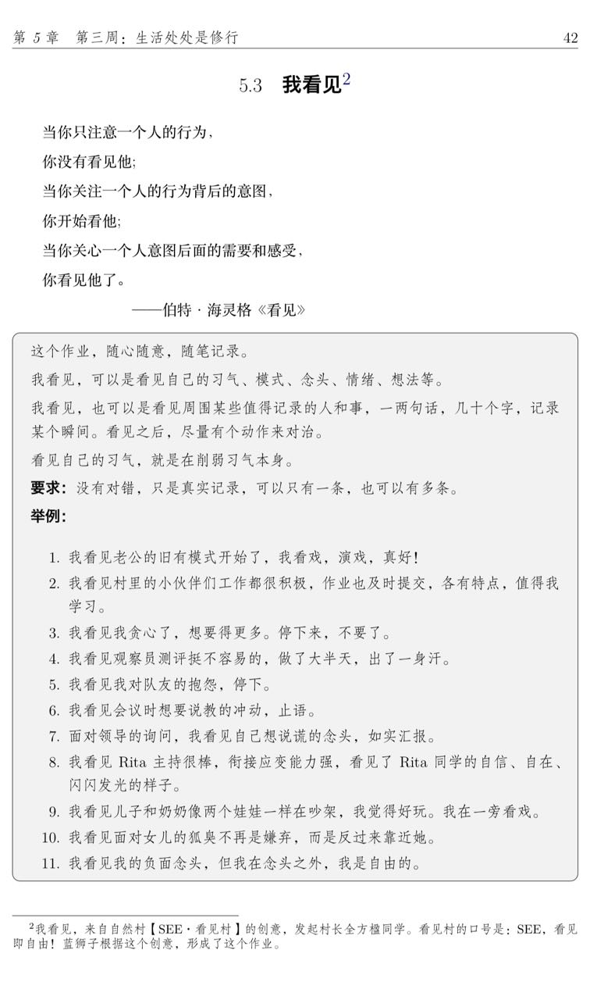 第 5 章　第三周：生活处处是修行　42
5.3　我看见2
当你只注意一个人的行为，
你没有看见他；
当你关注一个人的行为背后的意图，
你开始看他；
当你关心一个人意图后面的需要和感受，
你看见他了。
——伯特·海灵格《看见》
这个作业，随心随意，随笔记录。
我看见，可以是看见自己的习气、模式、念头、情绪、想法等。
我看见，也可以是看见周围某些值得记录的人和事，一两句话，几十个字，记录
某个瞬间。看见之后，尽量有个动作来对治。
看见自己的习气，就是在削弱习气本身。
要求：没有对错，只是真实记录，可以只有一条，也可以有多条。
举例：
1. 我看见老公的旧有模式开始了，我看戏，演戏，真好！
2. 我看见村里的小伙伴们工作都很积极，作业也及时提交，各有特点，值得我
学习。
3. 我看见我贪心了，想要得更多。停下来，不要了。
4. 我看见观察员测评挺不容易的，做了大半天，出了一身汗。
5. 我看见我对队友的抱怨，停下。
6. 我看见会议时想要说教的冲动，止语。
7. 面对领导的询问，我看见自己想说谎的念头，如实汇报。
8. 我看见 Rita 主持很棒，衔接应变能力强，看见了 Rita 同学的自信、自在、
闪闪发光的样子。
9. 我看见儿子和奶奶像两个娃娃一样在吵架，我觉得好玩。我在一旁看戏。
10. 我看见面对女儿的狐臭不再是嫌弃，而是反过来靠近她。
11. 我看见我的负面念头，但我在念头之外，我是自由的。
2我看见，来自自然村【SEE·看见村】的创意，发起村长全方楹同学。看见村的口号是：SEE，看见
即自由！蓝狮子根据这个创意，形成了这个作业。